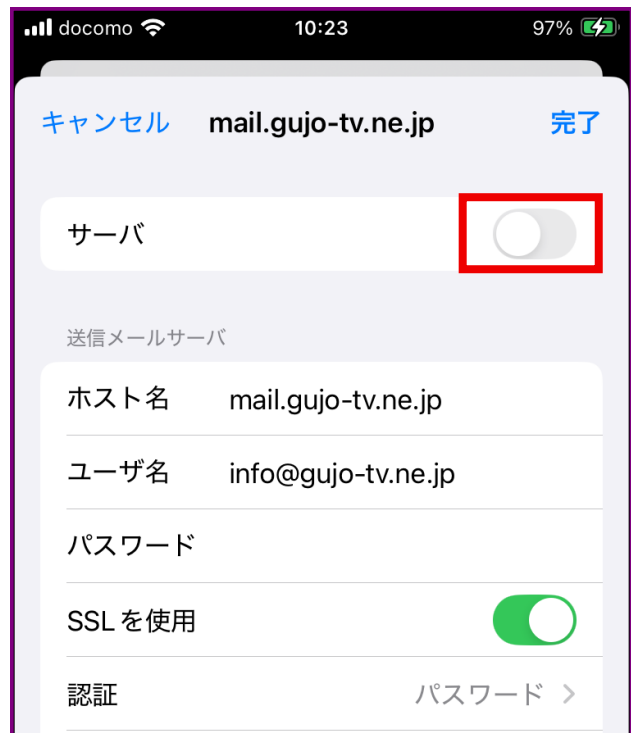 docomo 10:23 97%
キャンセル mail.gujo-tv.ne.jp 完了
サーバ
送信メールサーバ
ホスト名 mail.gujo-tv.ne.jp
ユーザ名 info@gujo-tv.ne.jp
パスワード
SSLを使用
認証 パスワード